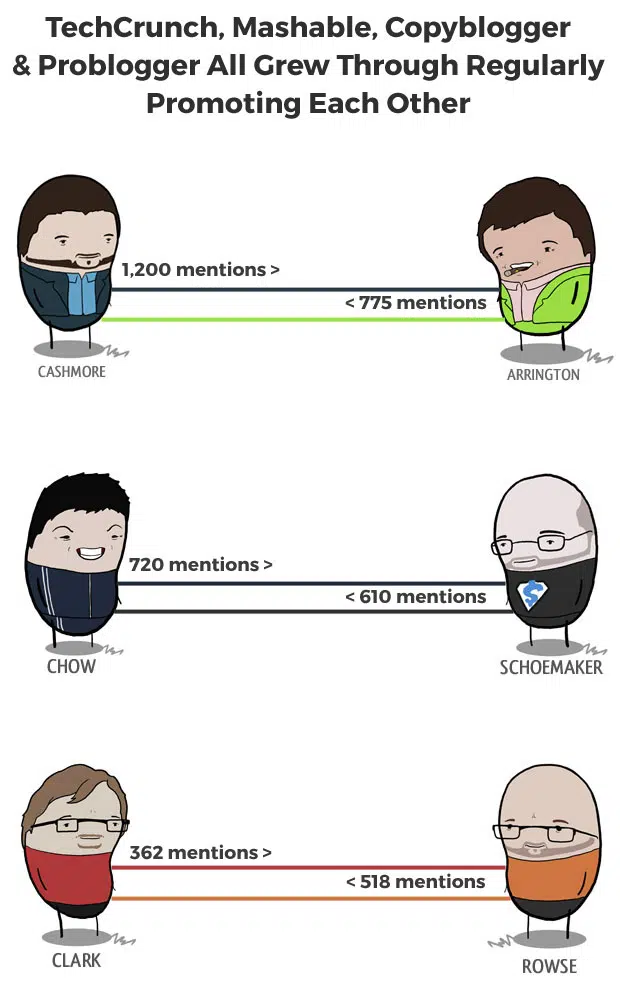 TechCrunch, Mashable, Copyblogger
& Problogger All Grew Through Regularly
Promoting Each Other
1,200 mentions >
< 775 mentions
CASHMORE
ARRINGTON
720 mentions >
< 610 mentions
CHOW
SCHOEMAKER
362 mentions >
< 518 mentions
CLARK
ROWSE